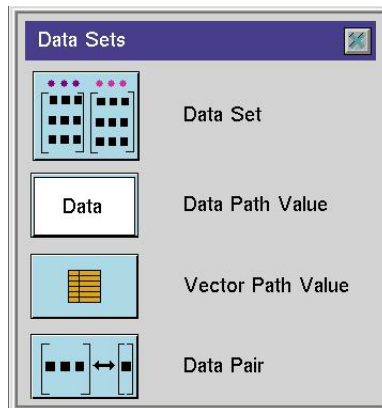 Data Sets
Data Set
Data
Data Path Value
Vector Path Value
Data Pair